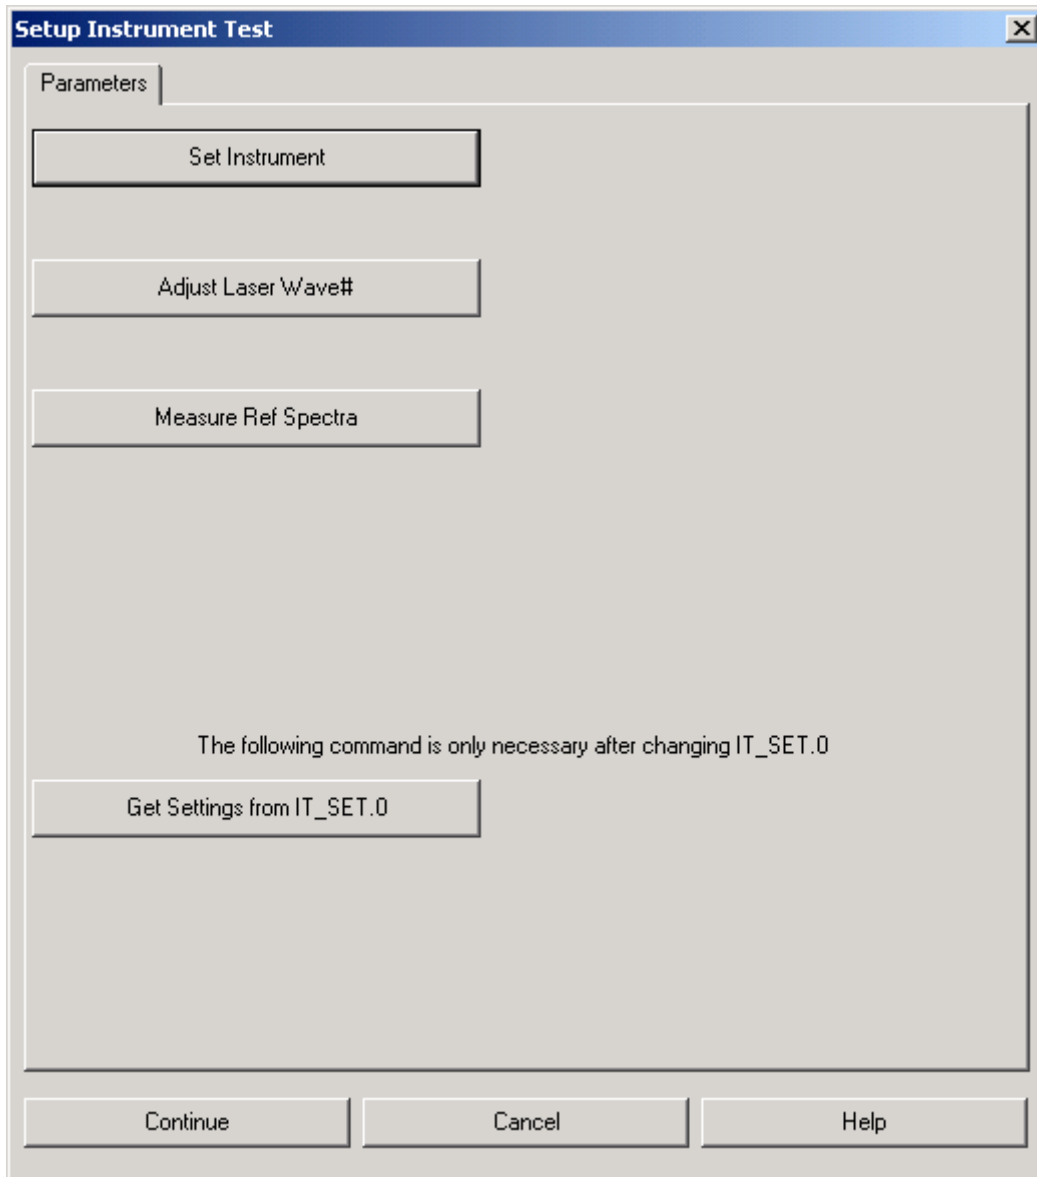 Setup Instrument Test
Parameters
Set Instrument
Adjust Laser Wave#
Measure Ref Spectra
The following command is only necessary after changing IT_SET.0
Get Settings from IT_SET.0
Continue
Cancel
Help